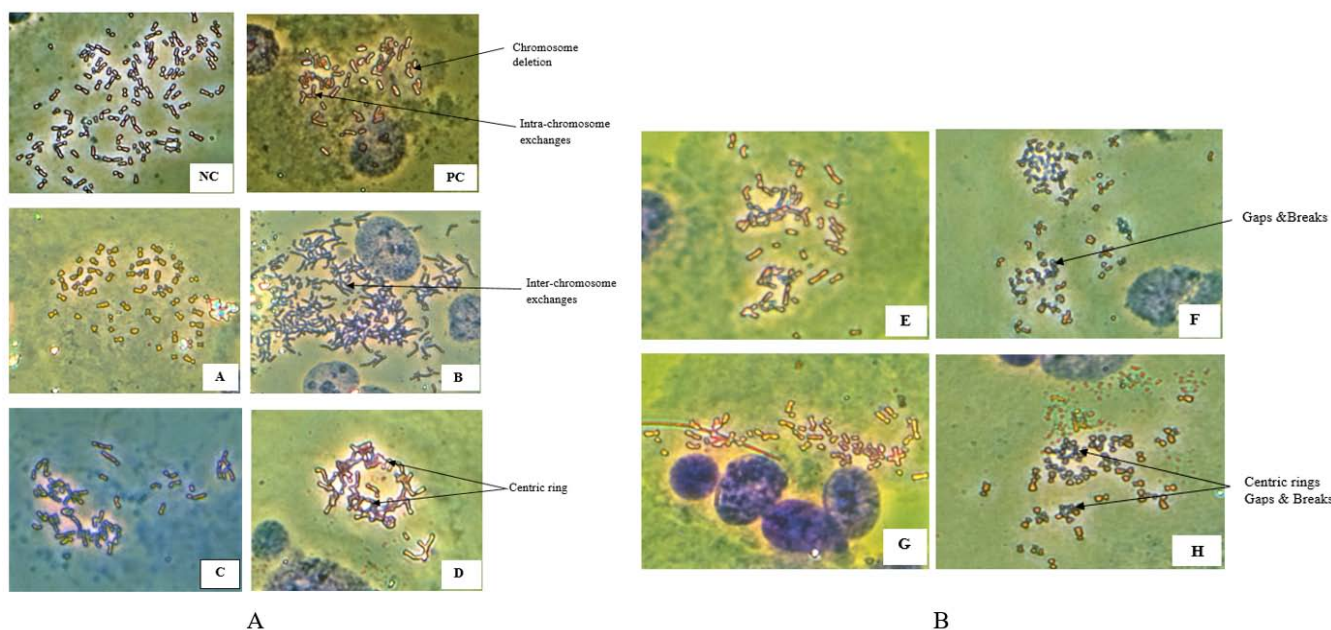 NC
PC
Chromosome
deletion
Intra-chromosome
exchanges
A
B
Inter-chromosome
exchanges
C
D
Centric ring
A
E
F
Gaps &Breaks
G
H
Centric rings
Gaps & Breaks
B